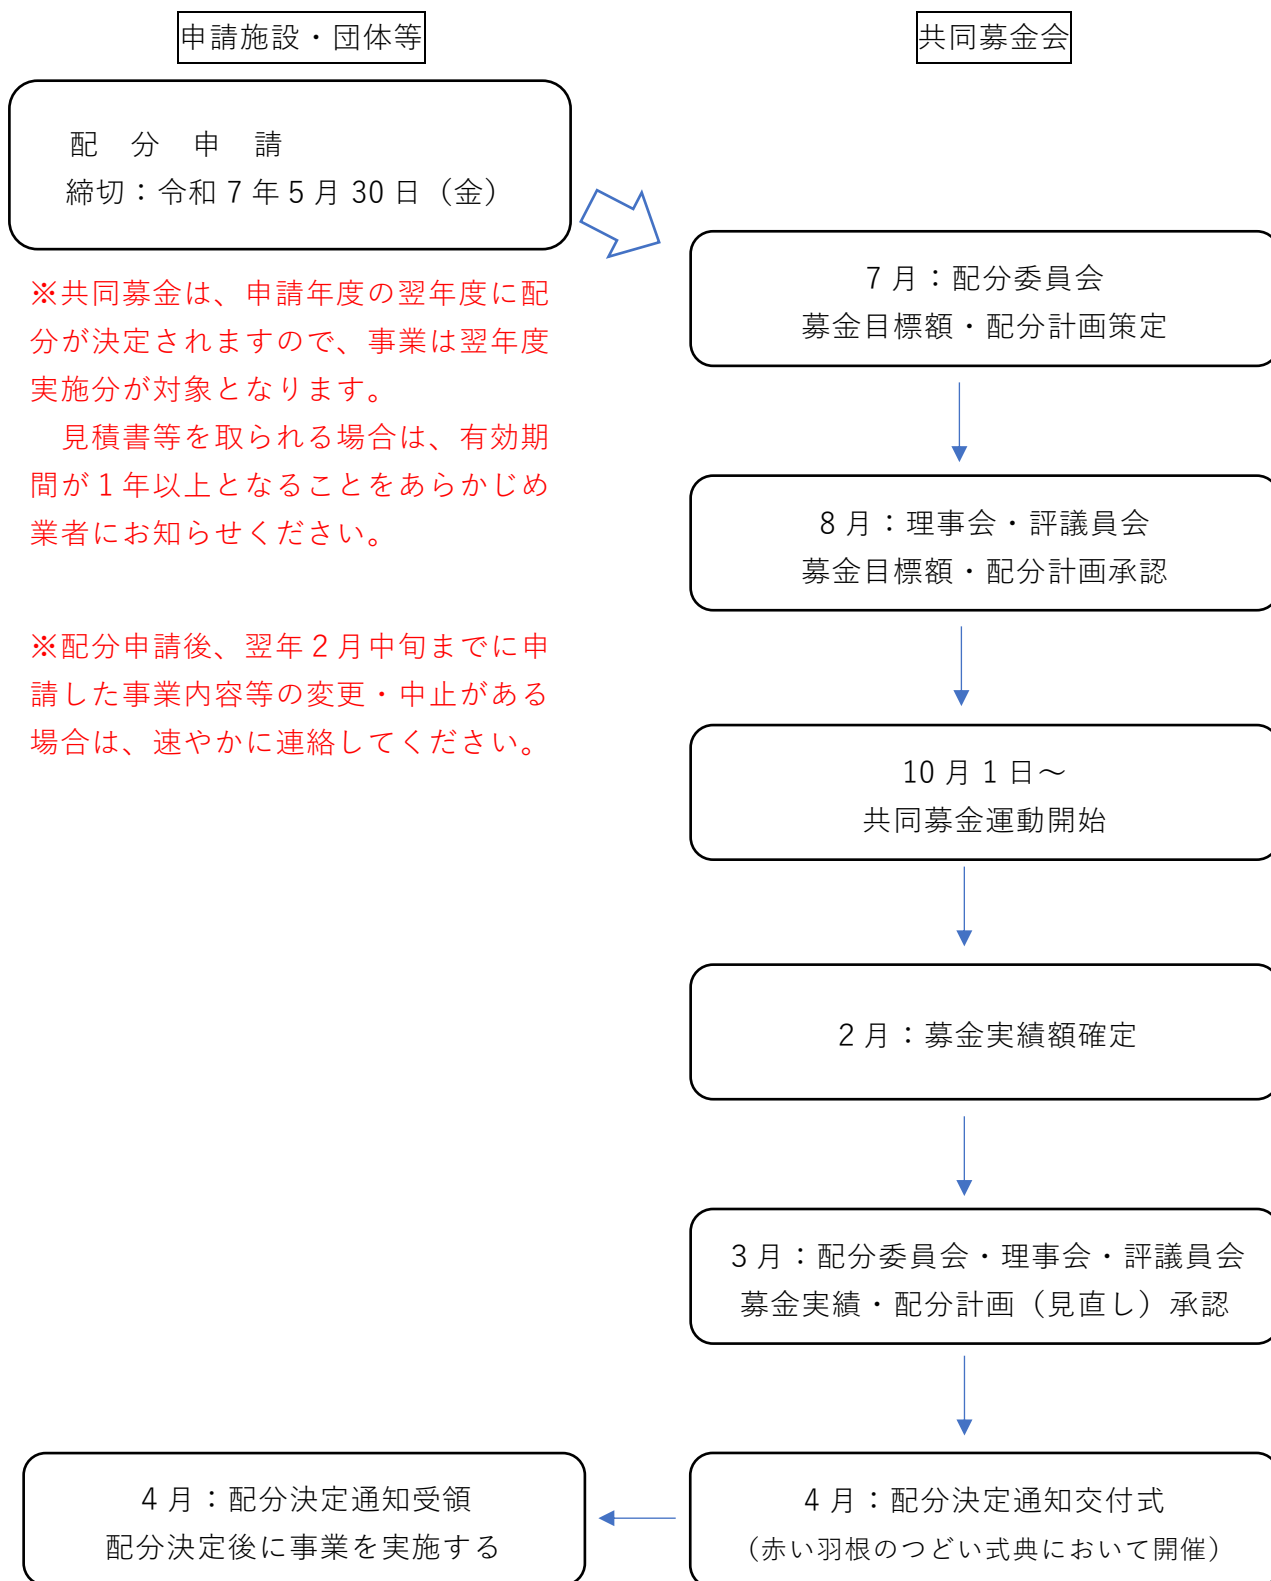 申請施設・団体等
共同募金会
配 分 申 請
締切：令和７年５月 30 日（金）
※共同募金は、申請年度の翌年度に配
分が決定されますので、事業は翌年度
実施分が対象となります。
　見積書等を取られる場合は、有効期
間が１年以上となることをあらかじめ
業者にお知らせください。
※配分申請後、翌年２月中旬までに申
請した事業内容等の変更・中止がある
場合は、速やかに連絡してください。
７月：配分委員会
募金目標額・配分計画策定
８月：理事会・評議員会
募金目標額・配分計画承認
10 月１日～
共同募金運動開始
２月：募金実績額確定
３月：配分委員会・理事会・評議員会
募金実績・配分計画（見直し）承認
４月：配分決定通知交付式
（赤い羽根のつどい式典において開催）
４月：配分決定通知受領
配分決定後に事業を実施する